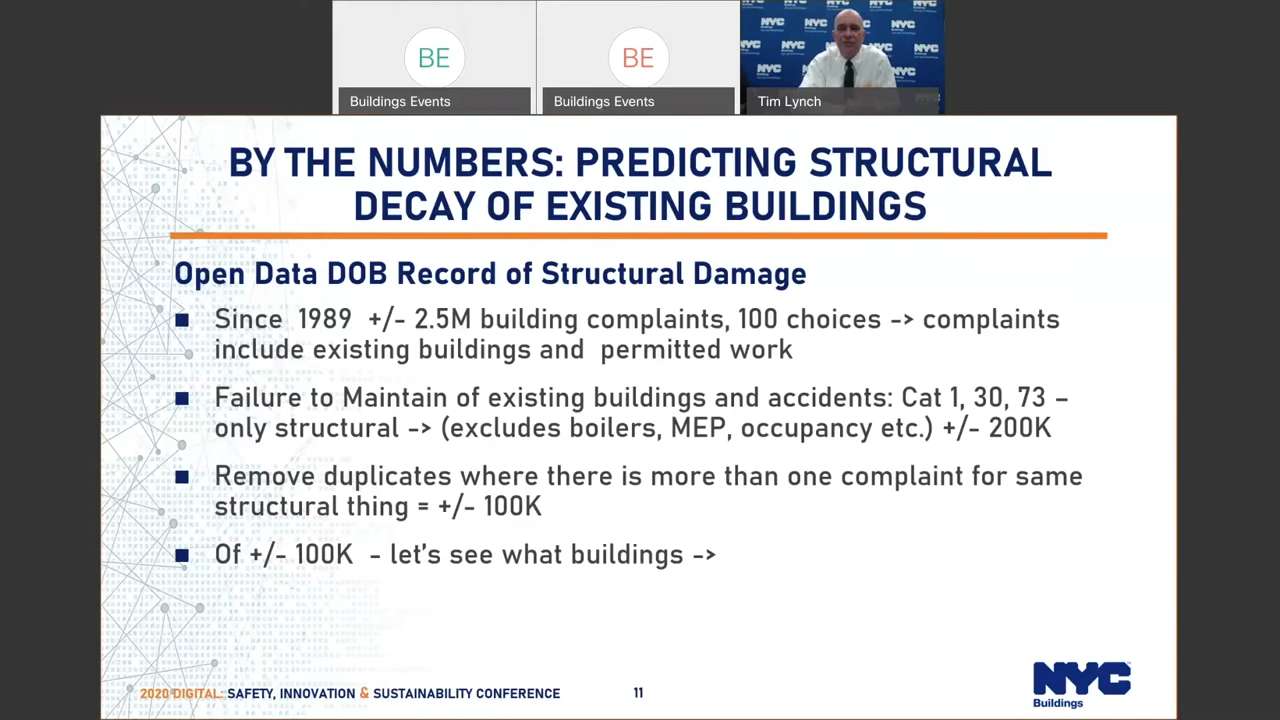 BE
BE
Buildings Events
Buildings Events
Tim Lynch
NYC
Buildings
BY THE NUMBERS: PREDICTING STRUCTURAL
DECAY OF EXISTING BUILDINGS
Open Data DOB Record of Structural Damage
Since 1989 +/- 2.5M building complaints, 100 choices -> complaints
include existing buildings and permitted work
Failure to Maintain of existing buildings and accidents: Cat 1, 30, 73 –
only structural -> (excludes boilers, MEP, occupancy etc.) +/- 200K
Remove duplicates where there is more than one complaint for same
structural thing = +/- 100K
Of +/- 100K - let's see what buildings ->
2020 DIGITAL: SAFETY, INNOVATION & SUSTAINABILITY CONFERENCE
11
NYC
Buildings